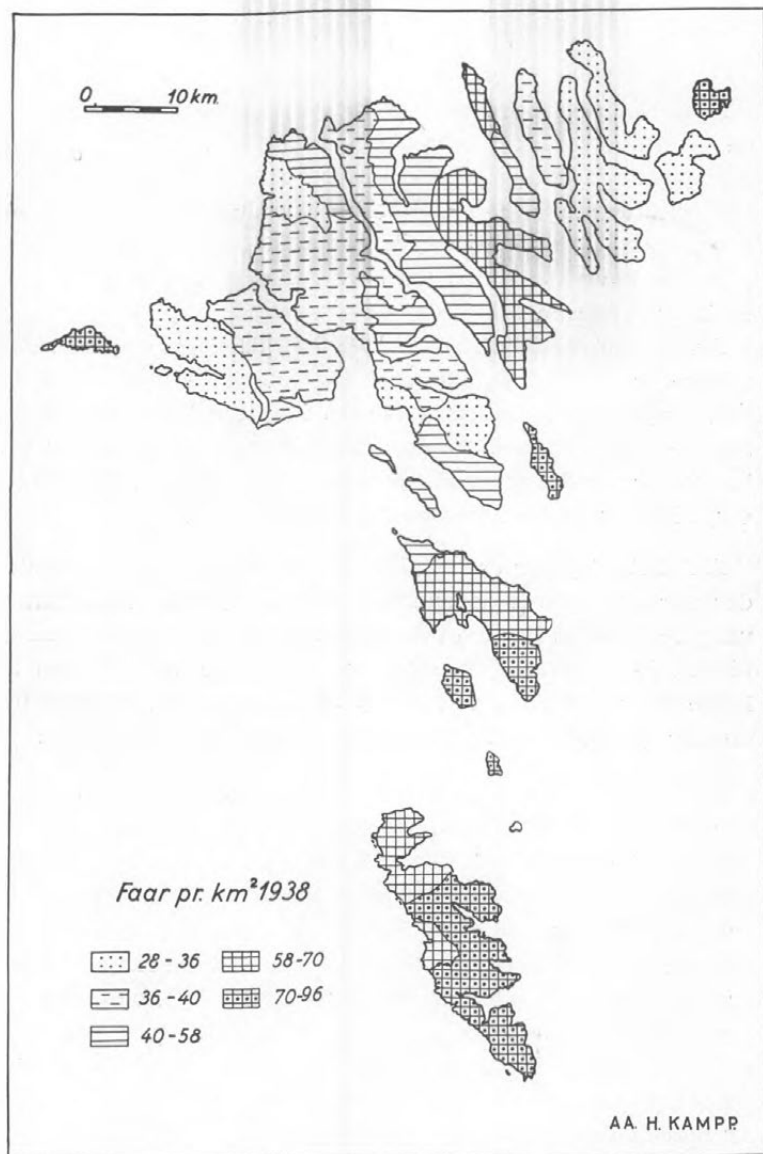 0 10 km.
Faar pr. km² 1938
28-36 58-70
36-40 70-96
40-58
AA. H. KAMPP.